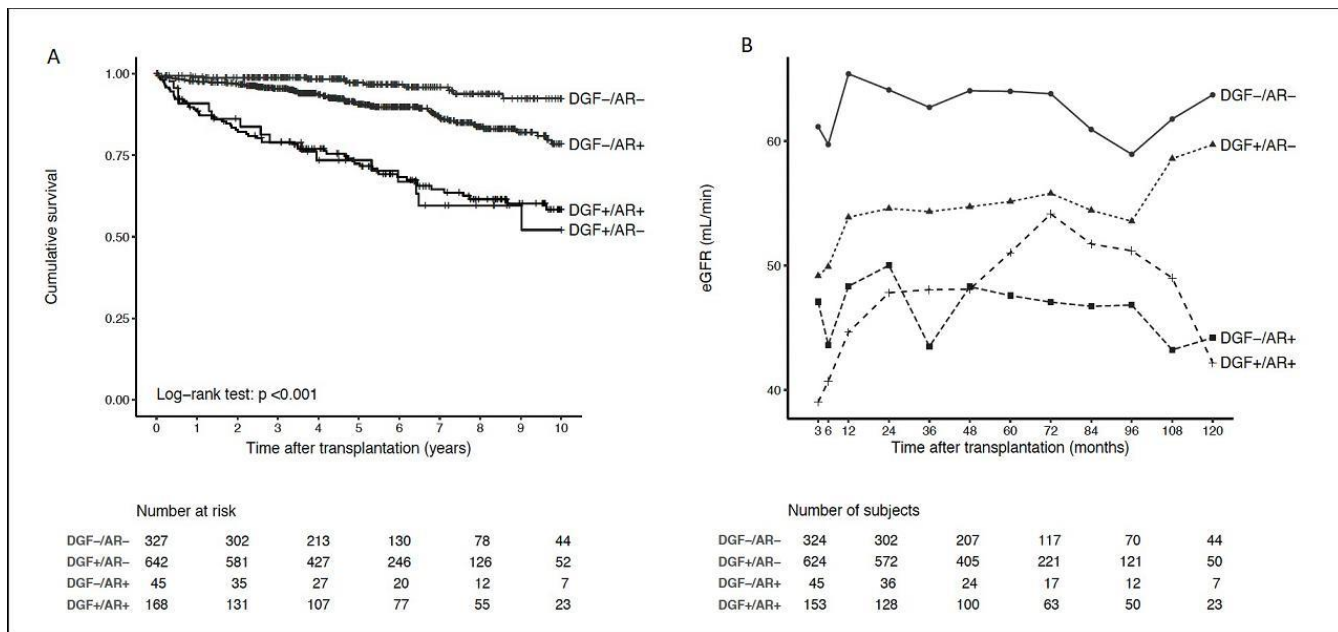 A
1.00
0.75
0.50
0.25
0.00
Cumulative survival
DGF−/AR−
DGF−/AR+
DGF+/AR+
DGF+/AR−
Log−rank test: p <0.001
0 1 2 3 4 5 6 7 8 9 10
Time after transplantation (years)
Number at risk
DGF−/AR− 327 302 213 130 78 44
DGF+/AR− 642 581 427 246 126 52
DGF−/AR+ 45 35 27 20 12 7
DGF+/AR+ 168 131 107 77 55 23
B
60
50
40
eGFR (mL/min)
DGF−/AR−
DGF+/AR−
DGF−/AR+
DGF+/AR+
3 6 12 24 36 48 60 72 84 96 108 120
Time after transplantation (months)
Number of subjects
DGF−/AR− 324 302 207 117 70 44
DGF+/AR− 624 572 405 221 121 50
DGF−/AR+ 45 36 24 17 12 7
DGF+/AR+ 153 128 100 63 50 23